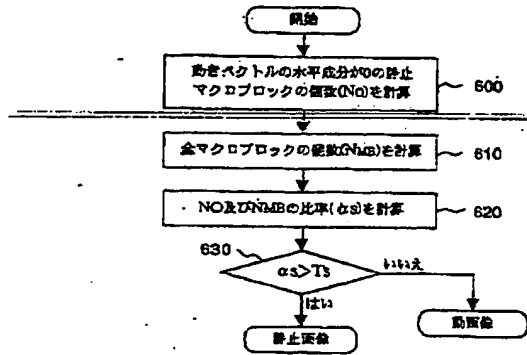 開始
動きベクトルの水平成分が0の静止
マクロブロックの個数(No)を計算
600
全マクロブロックの個数(NMB)を計算
610
NO及びNMBの比率(αs)を計算
620
630
αs>Ts
いいえ
はい
静止画像
動画像